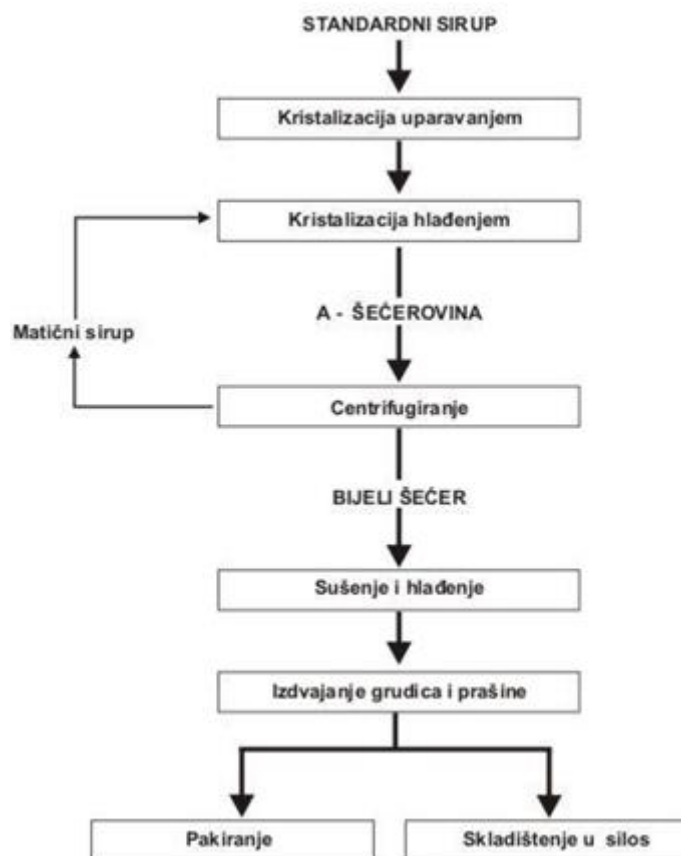 STANDARDNI SIRUP
Kristalizacija uparavanjem
Kristalizacija hlađenjem
A - ŠEĆEROVINA
Matični sirup
Centrifugiranje
BIJELI ŠEĆER
Sušenje i hlađenje
Izdvajanje grudica i prašine
Pakiranje
Skladištenje u silos